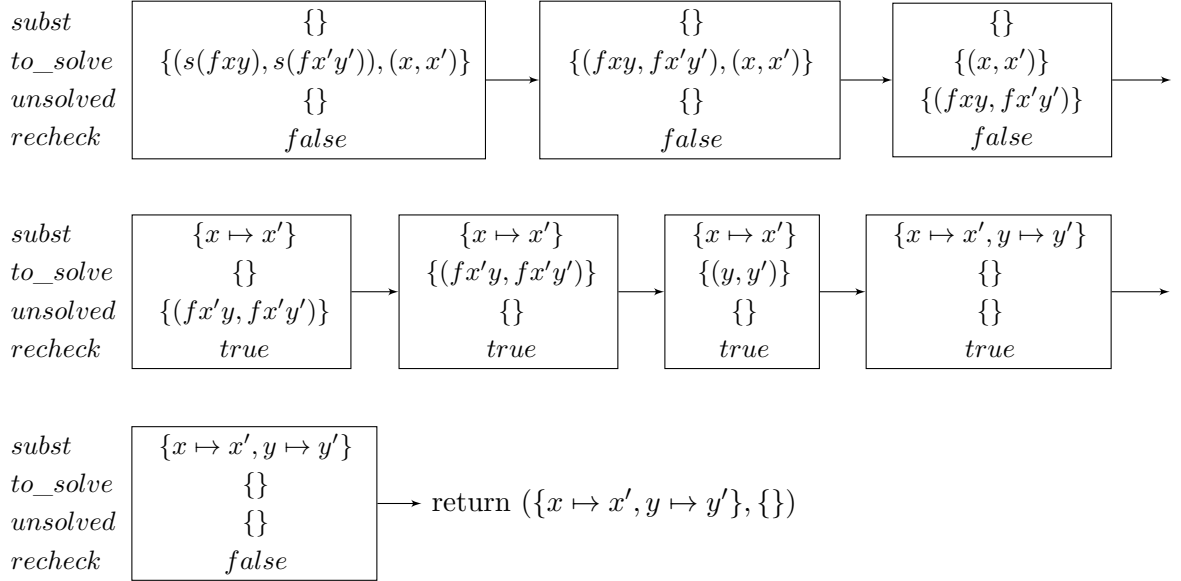 subst {} {} {}
to_solve {(s(fxy), s(fx′y′)), (x, x′)} {(fxy, fx′y′), (x, x′)} {(x, x′)}
unsolved {} {} {(fxy, fx′y′)}
recheck false false false
subst {x ↦ x′} {x ↦ x′} {x ↦ x′} {x ↦ x′, y ↦ y′}
to_solve {} {(fx′y, fx′y′)} {(y, y′)} {}
unsolved {(fx′y, fx′y′)} {} {} {}
recheck true true true true
subst {x ↦ x′, y ↦ y′}
to_solve {}
unsolved {}
recheck false
return ({x ↦ x′, y ↦ y′}, {})